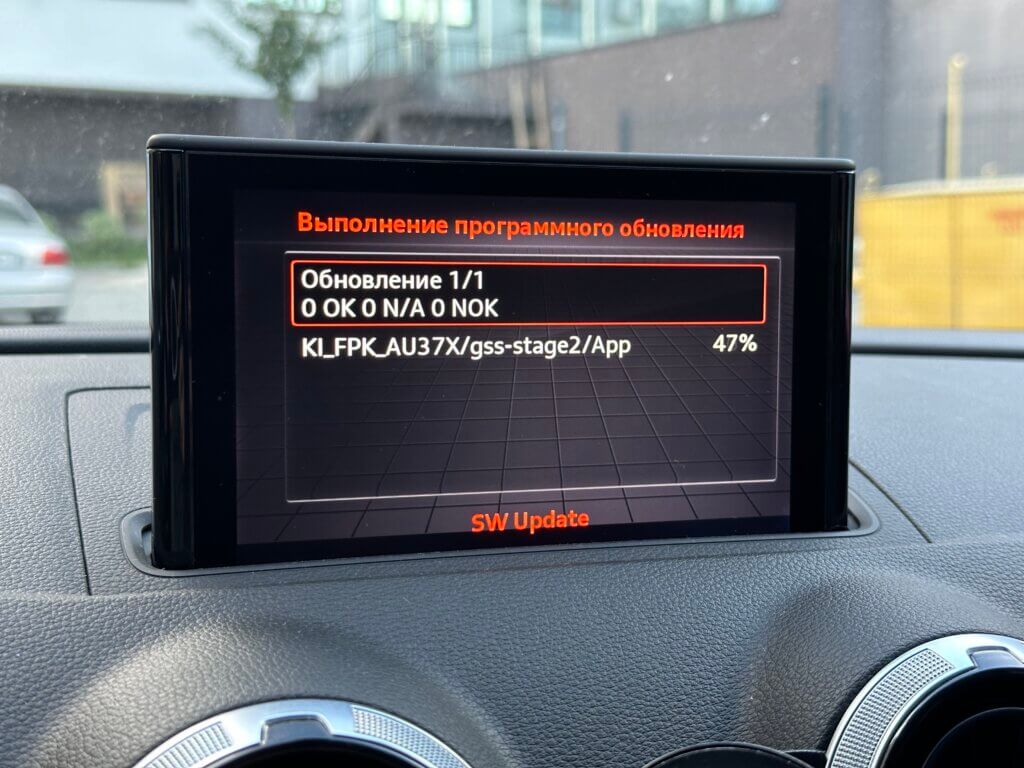 Выполнение программного обновления
Обновление 1/1
0 OK 0 N/A 0 NOK
KI_FPK_AU37X/gss-stage2/App 47%
SW Update